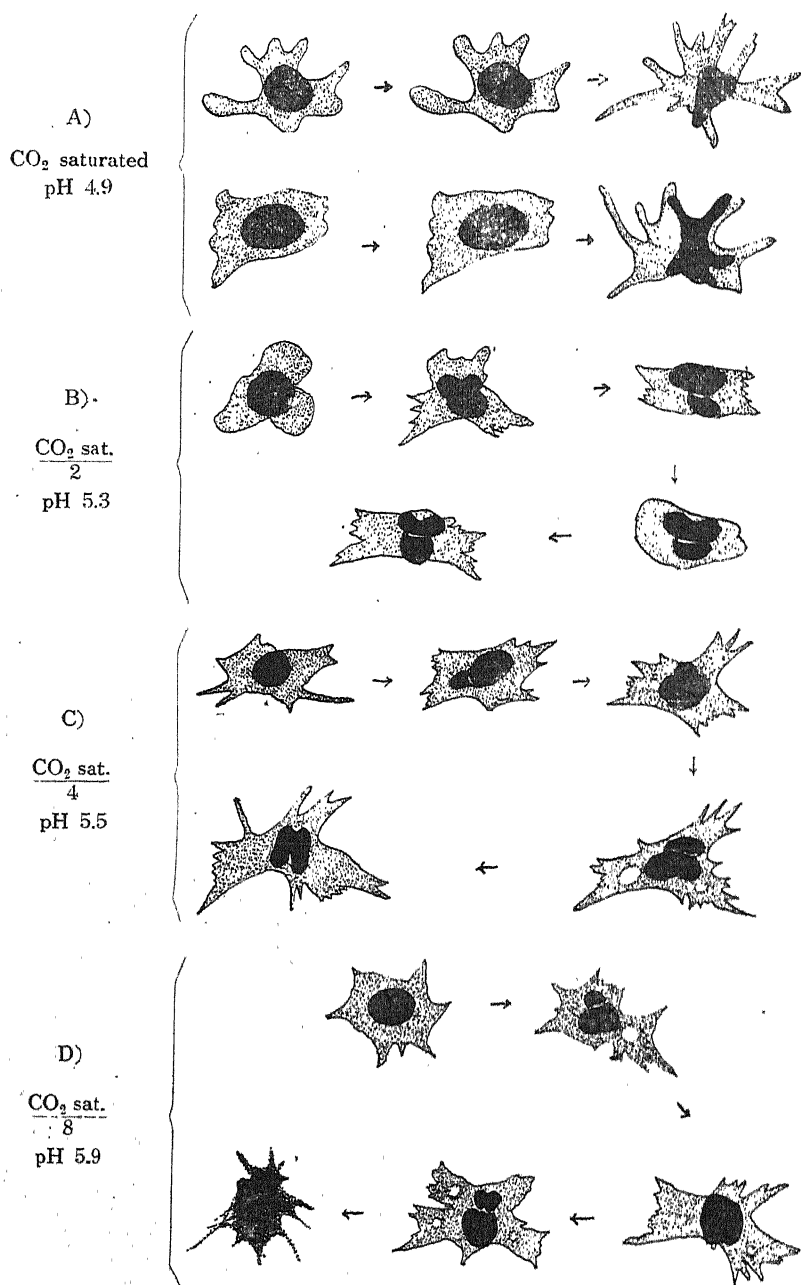 A)
CO₂ saturated
pH 4.9
B)
CO₂ sat.
2
pH 5.3
C)
CO₂ sat.
4
pH 5.5
D)
CO₂ sat.
8
pH 5.9